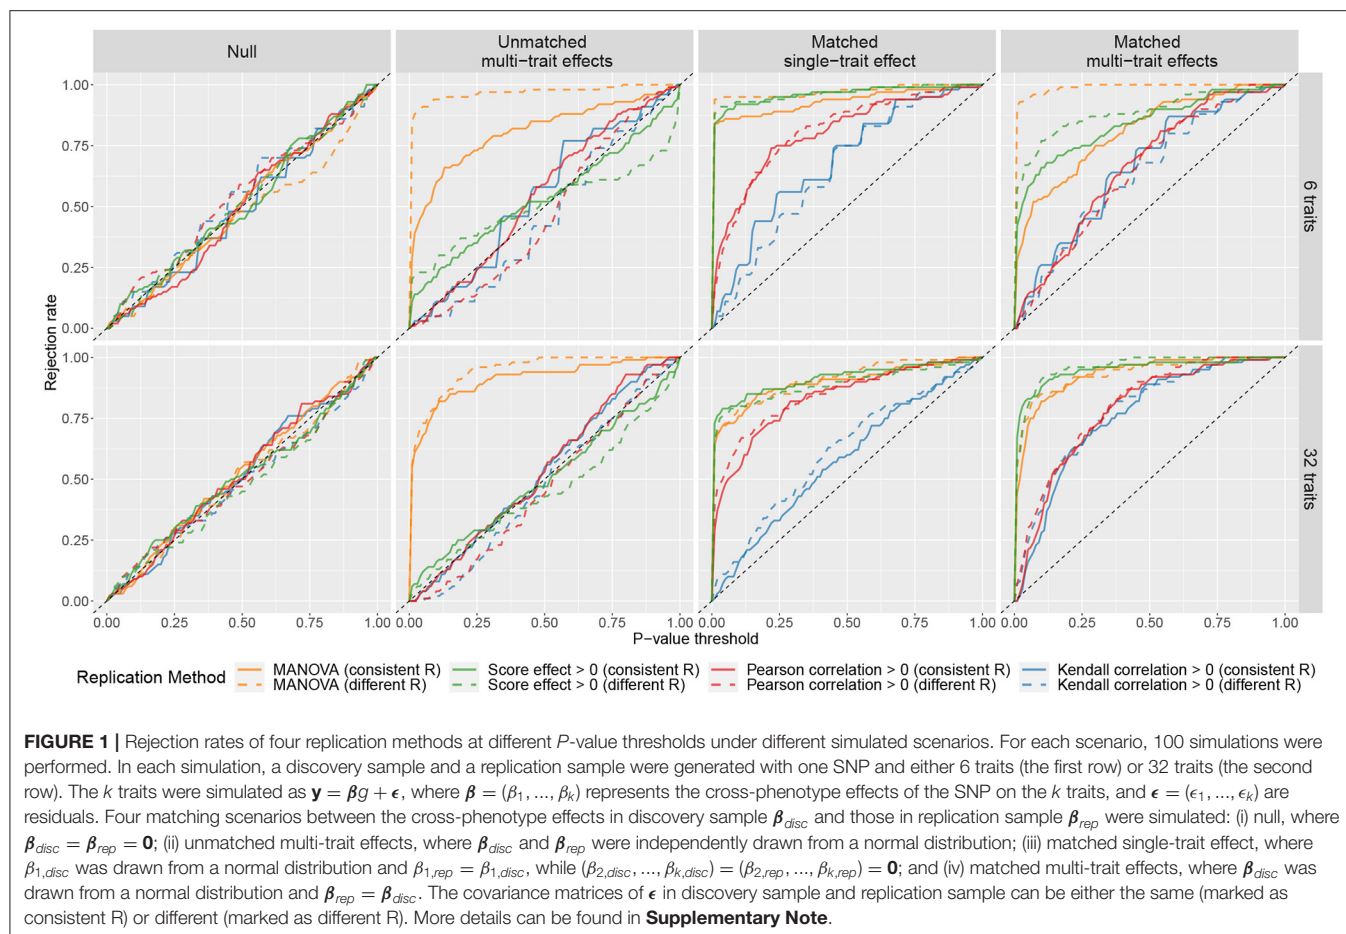 Null
Unmatched
multi-trait effects
Matched
single-trait effect
Matched
multi-trait effects
1.00
0.75
0.50
0.25
0.00
6 traits
Rejection rate
1.00
0.75
0.50
0.25
0.00
32 traits
0.00 0.25 0.50 0.75 1.00 0.00 0.25 0.50 0.75 1.00 0.00 0.25 0.50 0.75 1.00 0.00 0.25 0.50 0.75 1.00
P-value threshold
Replication Method
MANOVA (consistent R)
MANOVA (different R)
Score effect > 0 (consistent R)
Score effect > 0 (different R)
Pearson correlation > 0 (consistent R)
Pearson correlation > 0 (different R)
Kendall correlation > 0 (consistent R)
Kendall correlation > 0 (different R)
FIGURE 1 | Rejection rates of four replication methods at different P-value thresholds under different simulated scenarios. For each scenario, 100 simulations were
performed. In each simulation, a discovery sample and a replication sample were generated with one SNP and either 6 traits (the first row) or 32 traits (the second
row). The k traits were simulated as y = βg + ϵ, where β = (β1, ..., βk) represents the cross-phenotype effects of the SNP on the k traits, and ϵ = (ϵ1, ..., ϵk) are
residuals. Four matching scenarios between the cross-phenotype effects in discovery sample βdisc and those in replication sample βrep were simulated: (i) null, where
βdisc = βrep = 0; (ii) unmatched multi-trait effects, where βdisc and βrep were independently drawn from a normal distribution; (iii) matched single-trait effect, where
β1,disc was drawn from a normal distribution and β1,rep = β1,disc, while (β2,disc, ..., βk,disc) = (β2,rep, ..., βk,rep) = 0; and (iv) matched multi-trait effects, where βdisc was
drawn from a normal distribution and βrep = βdisc. The covariance matrices of ϵ in discovery sample and replication sample can be either the same (marked as
consistent R) or different (marked as different R). More details can be found in Supplementary Note.